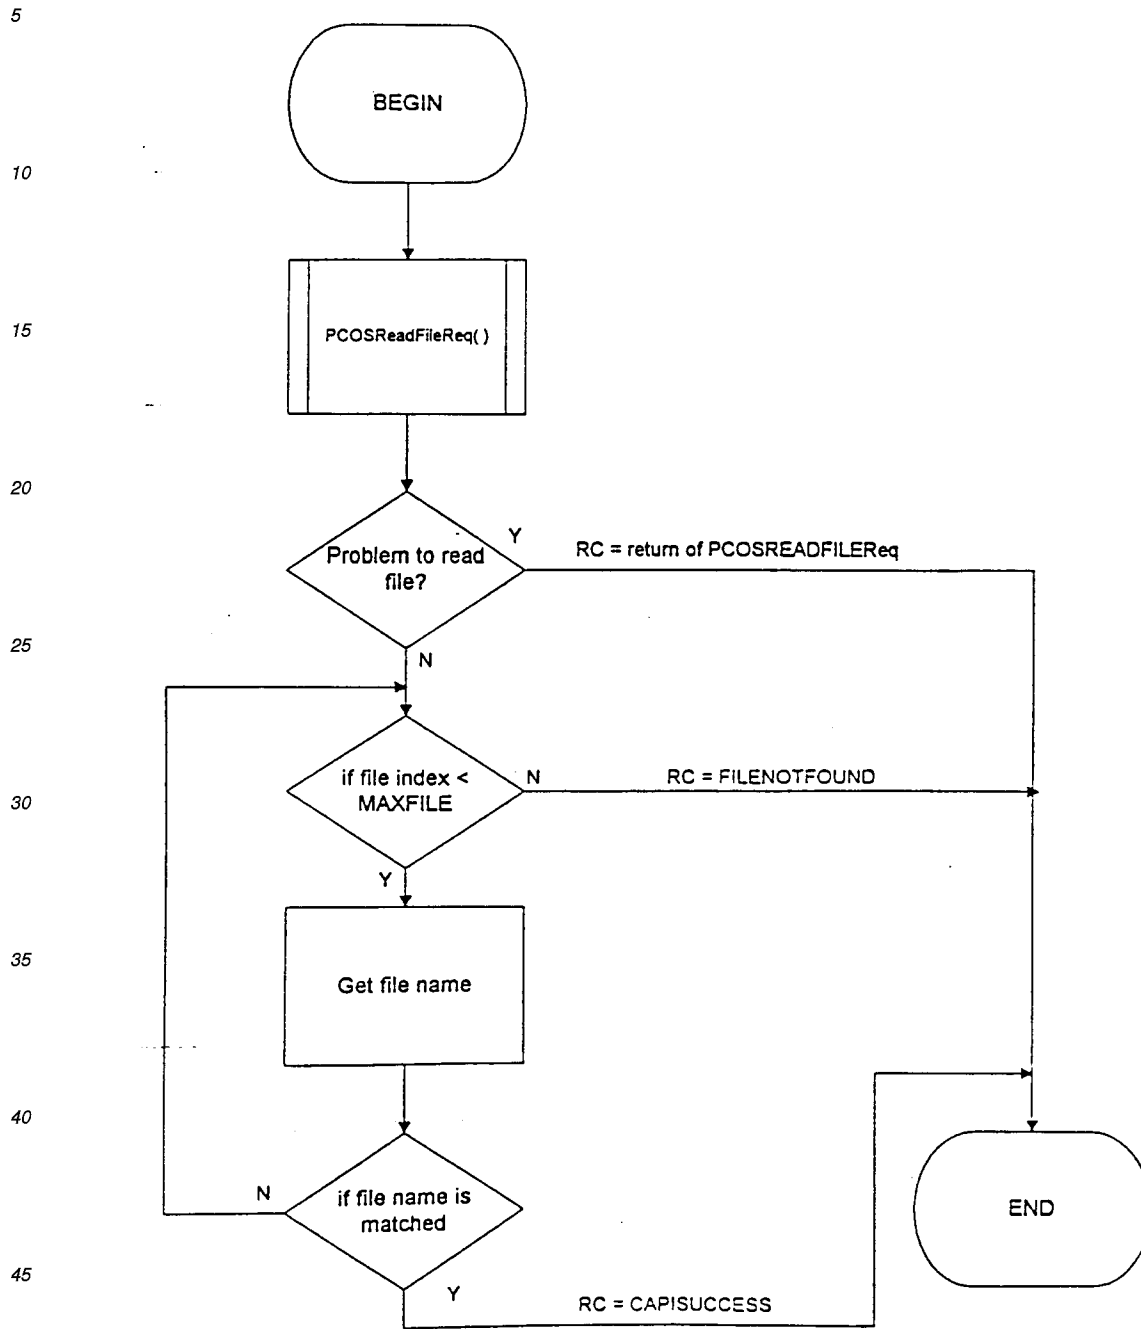 5
BEGIN
10
PCOSReadFileReq( )
15
20
Y
Problem to read
file?
RC = return of PCOSREADFILEReq
25
N
if file index <
MAXFILE
N
RC = FILENOTFOUND
30
Y
35
Get file name
40
N
if file name is
matched
END
45
Y
RC = CAPISUCCESS